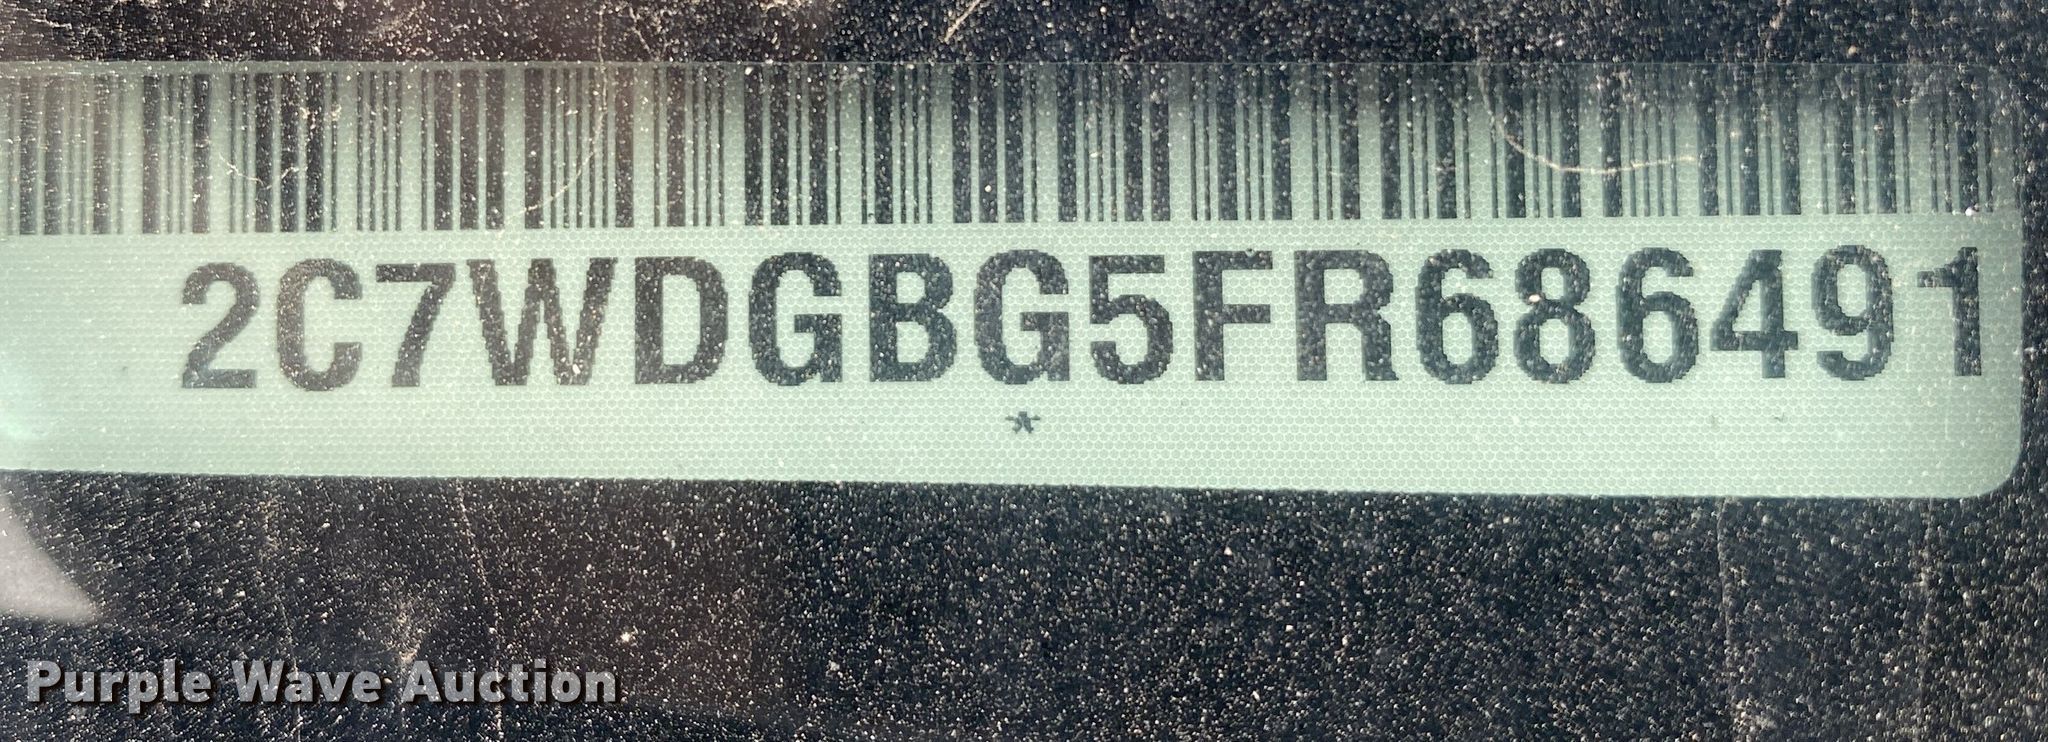 2C7WDGBG5FR686491
*
Purple Wave Auction